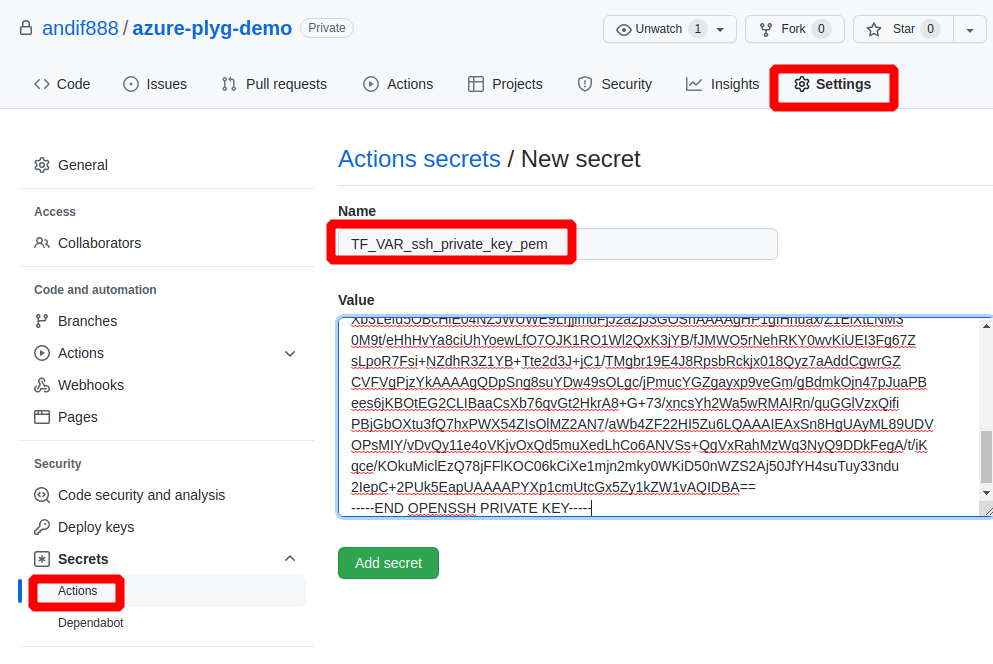 andif888 / azure-plyg-demo Private
Unwatch 1 Fork 0 Star 0
Code Issues Pull requests Actions Projects Security Insights Settings
General
Access
Collaborators
Code and automation
Branches
Actions
Webhooks
Pages
Security
Code security and analysis
Deploy keys
Secrets
Actions
Dependabot
Actions secrets / New secret
Name
TF_VAR_ssh_private_key_pem
Value
0M9t/eHhHvYa8ciUhYoewLfO7OJK1RO1Wl2QxK3jYB/fJMWO5rNehRKY0wvKiUEI3Fg67Z
sLpoR7Fsi+NZdhR3Z1YB+Tte2d3J+jC1/TMgbr19E4J8RpsbRckjx018Qyz7aAddCgwrGZ
CVFVgPjzYkAAAAgQDpSng8suYDw49sOLgc/jPmucYGZgayxp9veGm/gBdmkOjn47pJuaPB
ees6jKBOtEG2CLIBaaCsXb76qvGt2HkrA8+G+73/xncsYh2Wa5wRMAIRn/quGGlVzxQifi
PBjGbOXtu3fQ7hxPWX54ZIsOlMZ2AN7/aWb4ZF22HI5Zu6LQAAAIEAxSn8HgUAyML89UDV
OPsMIY/vDvQy11e4oVKjvOxQd5muXedLhCo6ANVSs+QgVxRahMzWq3NyQ9DDkFegA/t/iK
qce/KOkuMiclEzQ78jFFlKOC06kCiXe1mjn2mky0WKiD50nWZS2Aj50JfYH4suTuy33ndu
2IepC+2PUk5EapUAAAAPYXp1cmUtcGx5Zy1kZW1vAQIDBA==
-----END OPENSSH PRIVATE KEY-----
Add secret